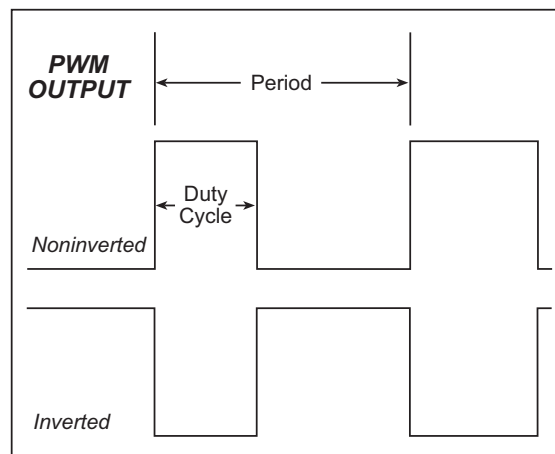 PWM
OUTPUT
Period
Duty
Cycle
Noninverted
Inverted